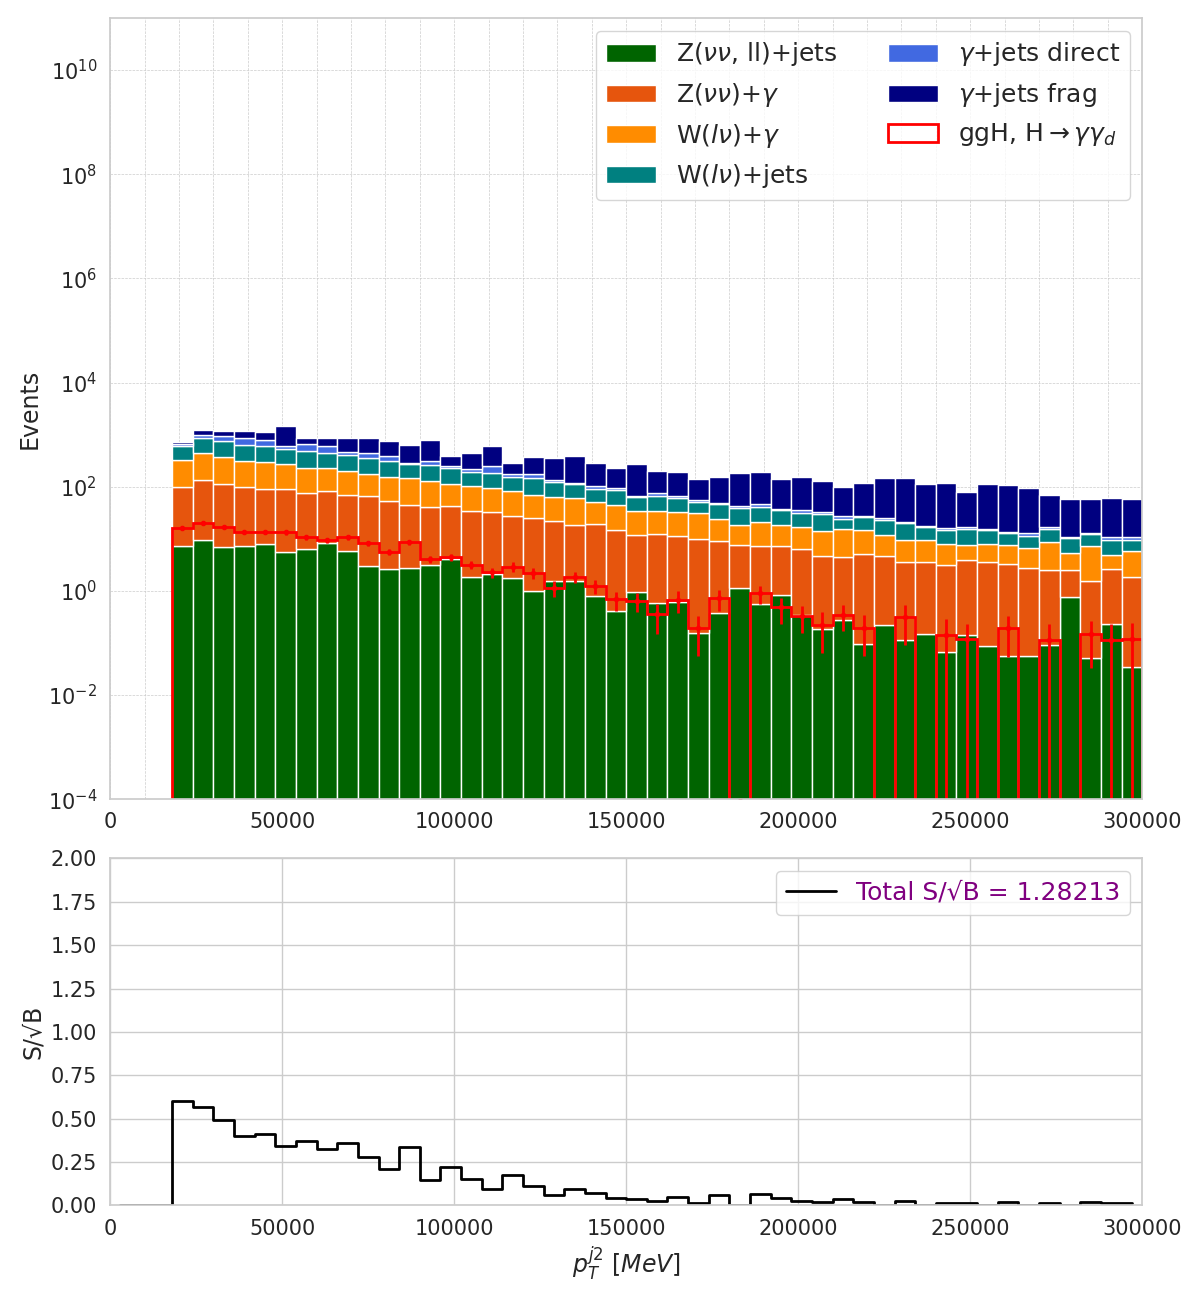 Z(νν, ll)+jets
Z(νν)+γ
W(lν)+γ
W(lν)+jets
γ+jets direct
γ+jets frag
ggH, H→γγ_d
Events
10^10
10^8
10^6
10^4
10^2
10^0
10^−2
10^−4
0 50000 100000 150000 200000 250000 300000
Total S/√B = 1.28213
S/√B
2.00
1.75
1.50
1.25
1.00
0.75
0.50
0.25
0.00
0 50000 100000 150000 200000 250000 300000
p_T^{j2} [MeV]